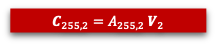 C₂₅₅,₂ = A₂₅₅,₂ V₂